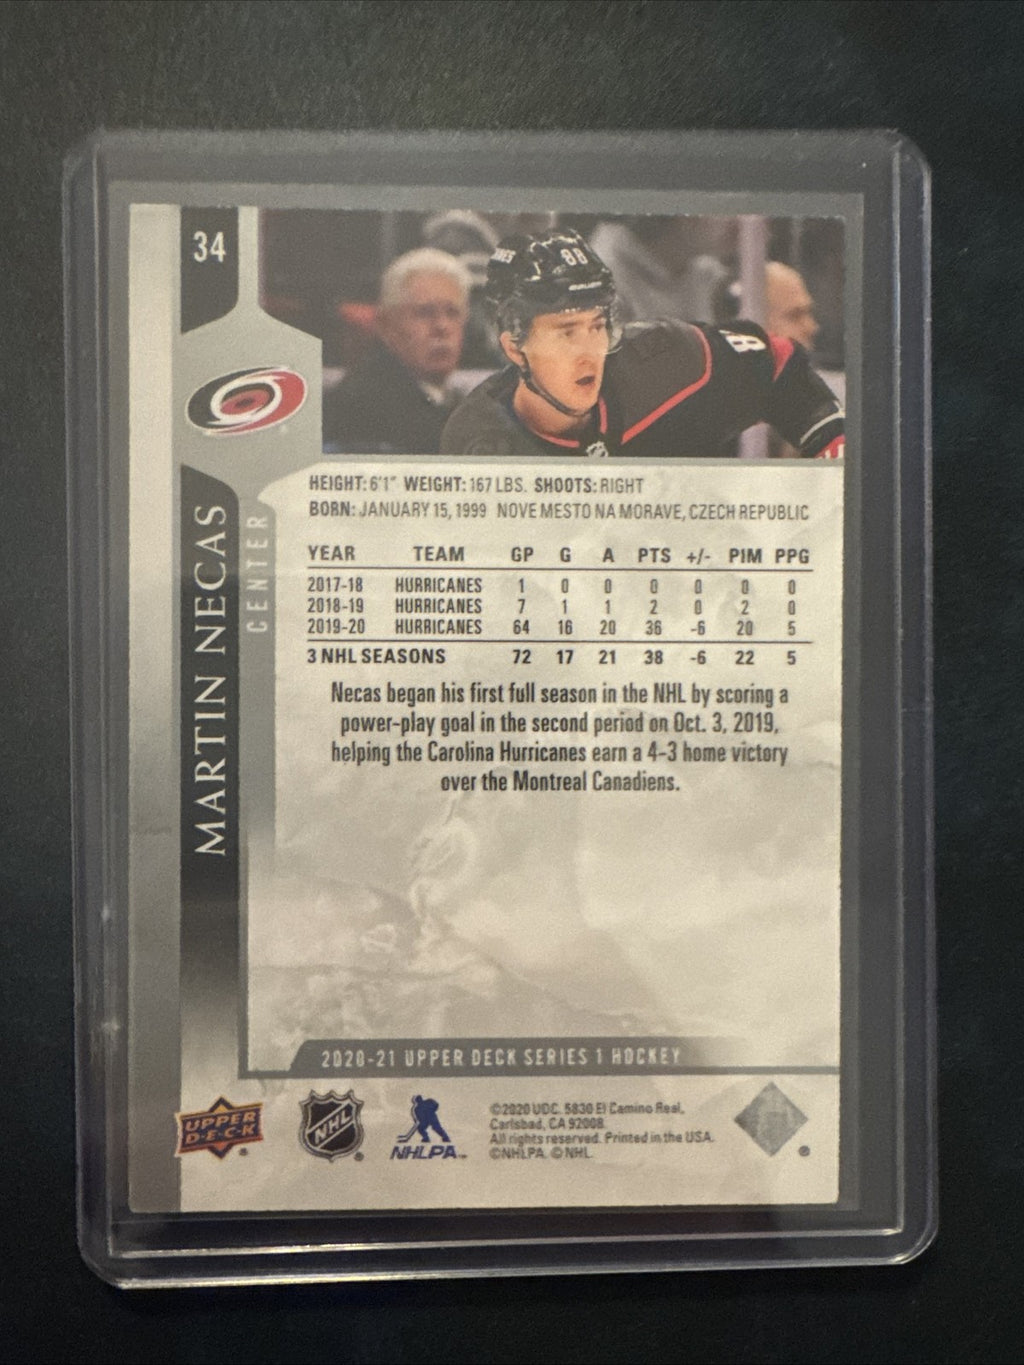 34
88
88
HEIGHT: 6'1" WEIGHT: 167 LBS. SHOOTS: RIGHT
BORN: JANUARY 15, 1999 NOVE MESTO NA MORAVE, CZECH REPUBLIC
MARTIN NECAS
CENTER
YEAR TEAM GP G A PTS +/- PIM PPG
2017-18 HURRICANES 1 0 0 0 0 0 0
2018-19 HURRICANES 7 1 1 2 0 2 0
2019-20 HURRICANES 64 16 20 36 -6 20 5
3 NHL SEASONS 72 17 21 38 -6 22 5
Necas began his first full season in the NHL by scoring a
power-play goal in the second period on Oct. 3, 2019,
helping the Carolina Hurricanes earn a 4-3 home victory
over the Montreal Canadiens.
2020-21 UPPER DECK SERIES 1 HOCKEY
UPPER
DECK
NHL
NHLPA
©2020 UDC. 5830 El Camino Real,
Carlsbad, CA 92008.
All rights reserved. Printed in the USA.
©NHLPA. ©NHL.